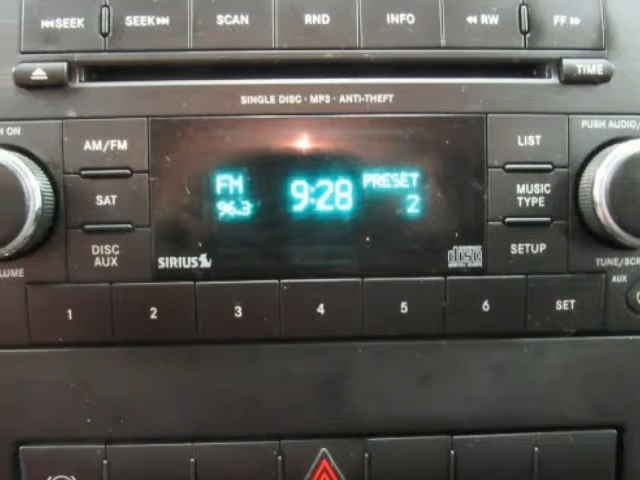 ⏮SEEK SEEK⏭ SCAN RND INFO ◀◀ RW FF ▶▶
TIME
SINGLE DISC · MP3 · ANTI-THEFT
AM/FM
SAT
DISC
AUX
FM
96.3
9:28
PRESET
2
SIRIUS
LIST
MUSIC
TYPE
SETUP
PUSH AUDIO/
TUNE/SCR
AUX
1 2 3 4 5 6 SET